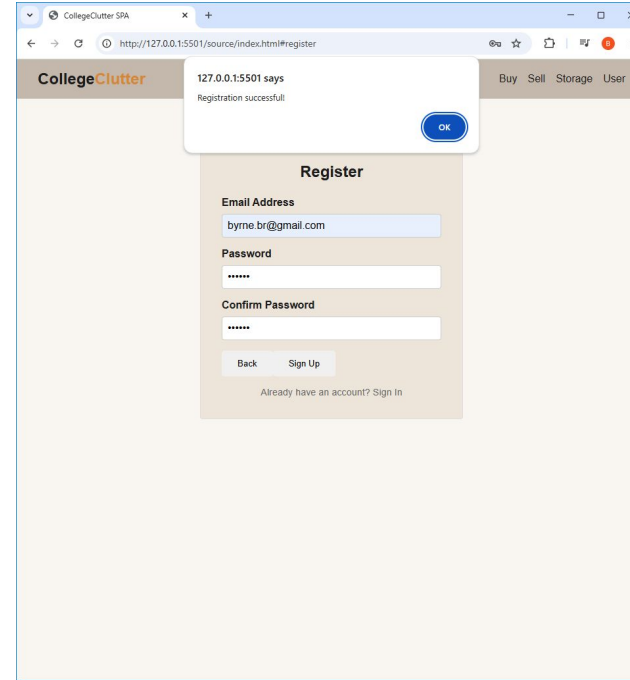 CollegeClutter SPA
http://127.0.0.1:5501/source/index.html#register
B
CollegeClutter
Buy Sell Storage User
127.0.0.1:5501 says
Registration successful!
OK
Register
Email Address
byrne.br@gmail.com
Password
••••••
Confirm Password
••••••
Back Sign Up
Already have an account? Sign In